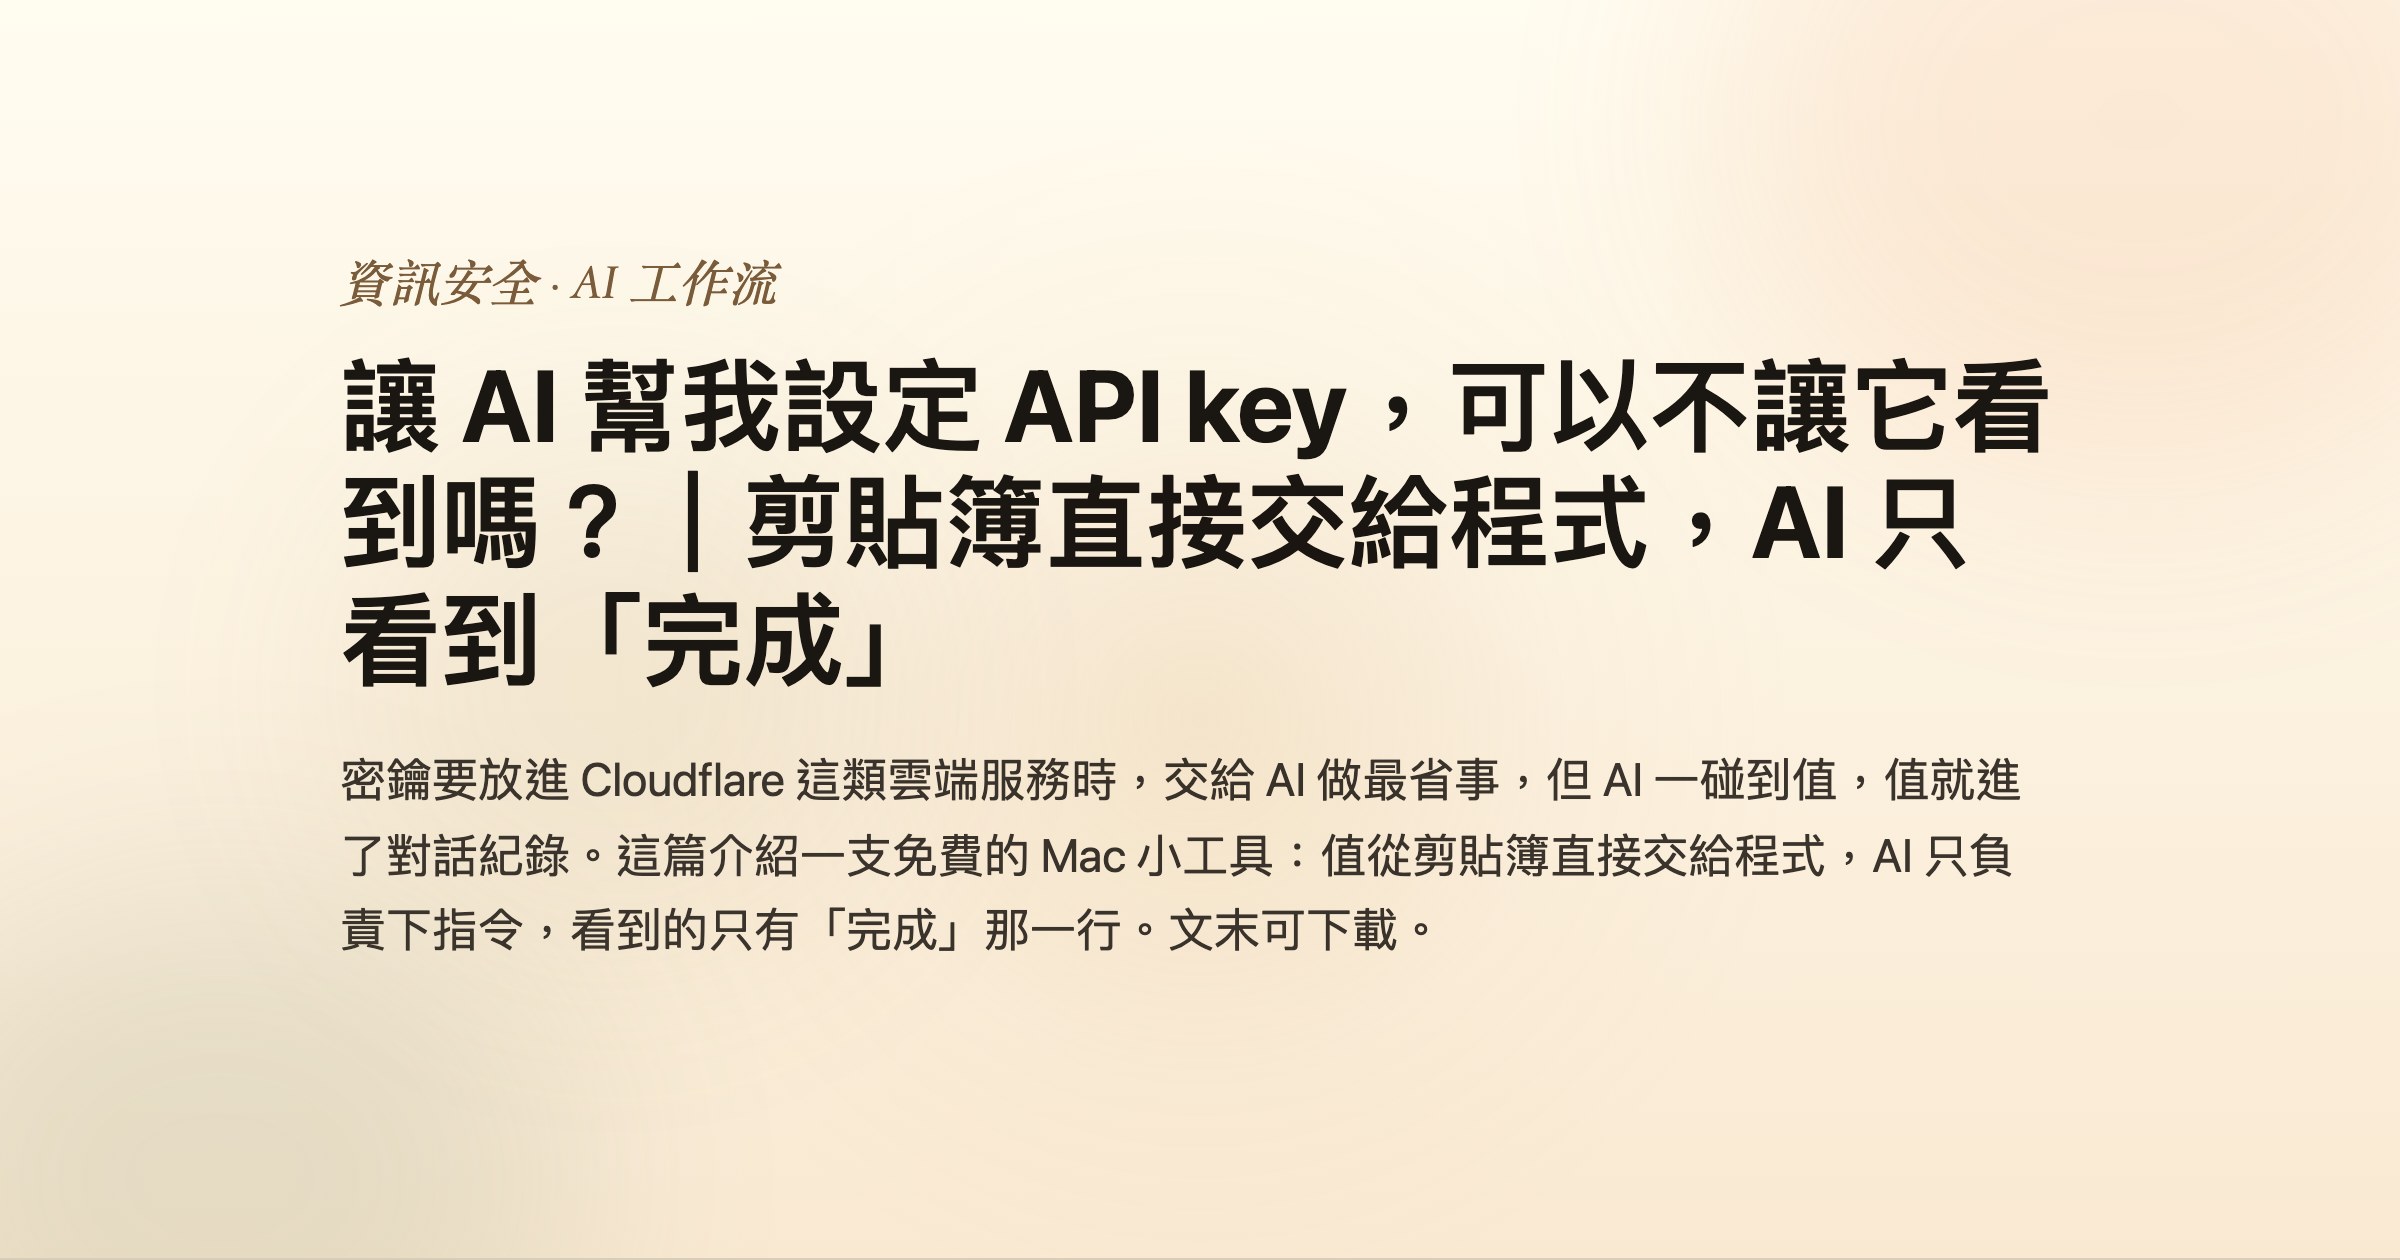 資訊安全 · AI 工作流
讓 AI 幫我設定 API key，可以不讓它看
到嗎？｜剪貼簿直接交給程式，AI 只
看到「完成」
密鑰要放進 Cloudflare 這類雲端服務時，交給 AI 做最省事，但 AI 一碰到值，值就進
了對話紀錄。這篇介紹一支免費的 Mac 小工具：值從剪貼簿直接交給程式，AI 只負
責下指令，看到的只有「完成」那一行。文末可下載。